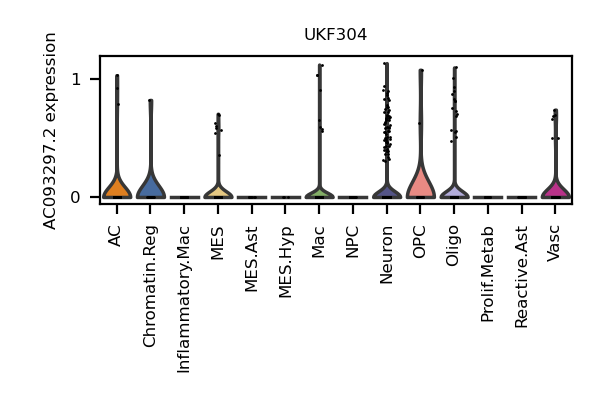 UKF304
AC093297.2 expression
1
0
AC
Chromatin.Reg
Inflammatory.Mac
MES
MES.Ast
MES.Hyp
Mac
NPC
Neuron
OPC
Oligo
Prolif.Metab
Reactive.Ast
Vasc